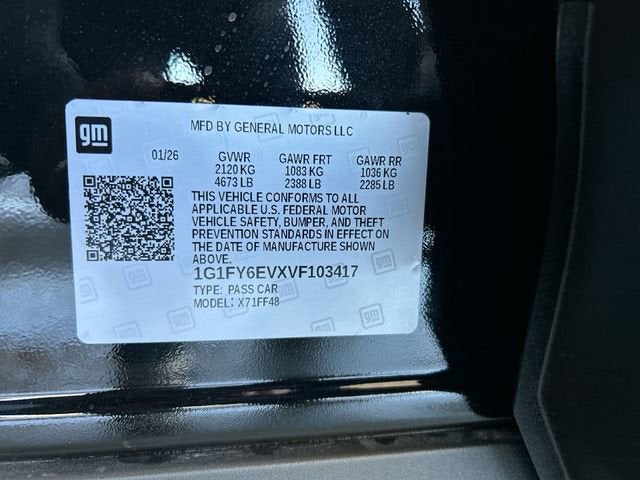 gm
MFD BY GENERAL MOTORS LLC
01/26 GVWR GAWR FRT GAWR RR
2120 KG 1083 KG 1036 KG
4673 LB 2388 LB 2285 LB
THIS VEHICLE CONFORMS TO ALL
APPLICABLE U.S. FEDERAL MOTOR
VEHICLE SAFETY, BUMPER, AND THEFT
PREVENTION STANDARDS IN EFFECT ON
THE DATE OF MANUFACTURE SHOWN
ABOVE.
1G1FY6EVXVF103417
TYPE: PASS CAR
MODEL: X71FF48